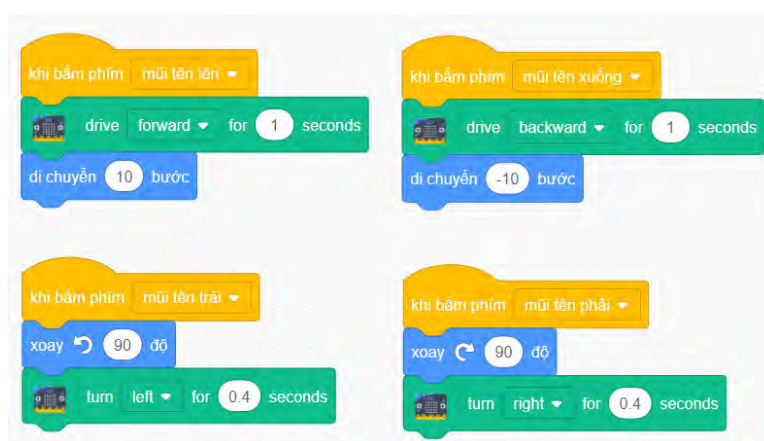 khi bấm phím mũi tên lên
drive forward for 1 seconds
di chuyển 10 bước
khi bấm phím mũi tên xuống
drive backward for 1 seconds
di chuyển -10 bước
khi bấm phím mũi tên trái
xoay 90 độ
turn left for 0.4 seconds
khi bấm phím mũi tên phải
xoay 90 độ
turn right for 0.4 seconds